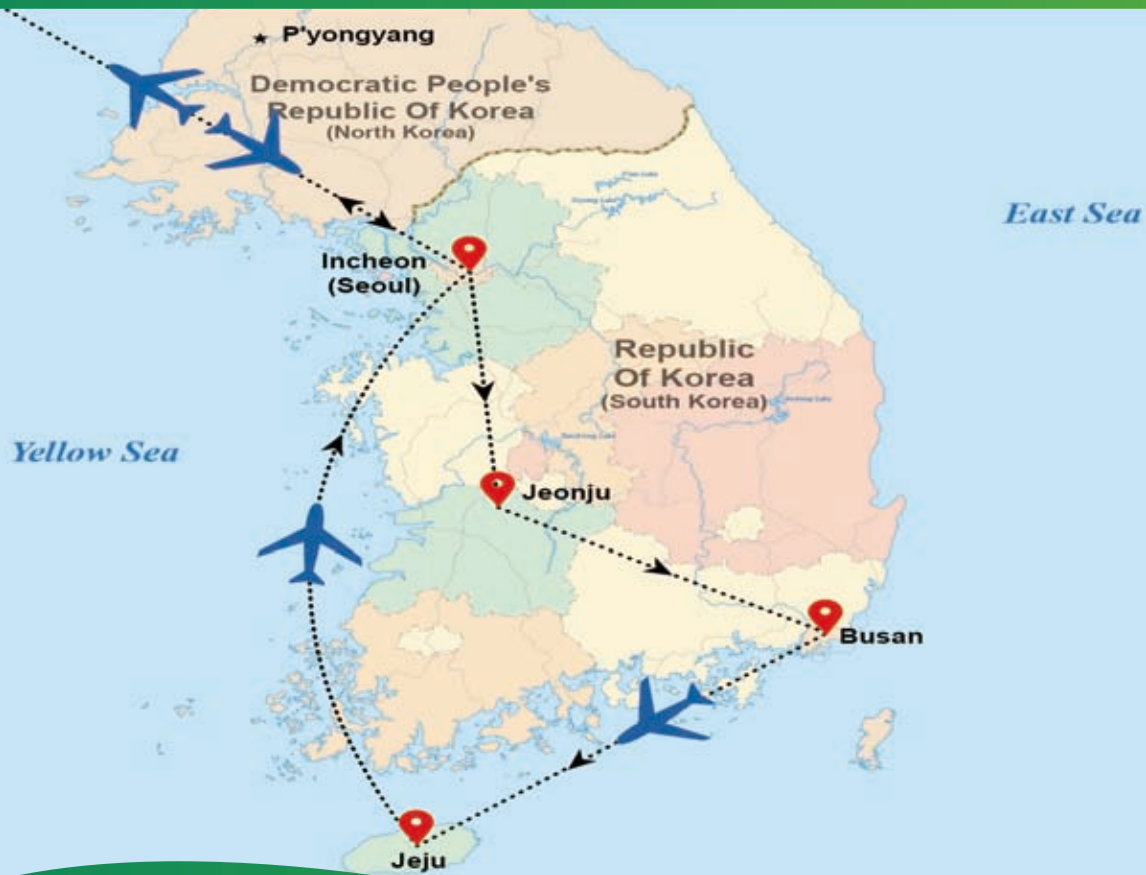 P'yongyang
Democratic People's
Republic Of Korea
(North Korea)
East Sea
Incheon
(Seoul)
Republic
Of Korea
(South Korea)
Yellow Sea
Jeonju
Busan
Jeju